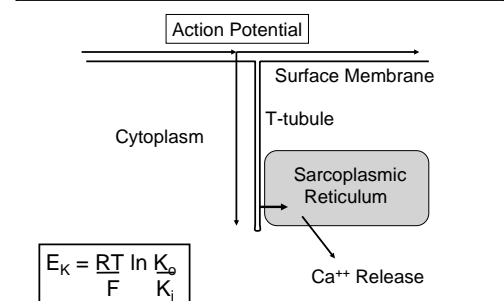 Action Potential
Surface Membrane
T-tubule
Cytoplasm
Sarcoplasmic
Reticulum
E_K = RT ln K_o
F K_i
Ca⁺⁺ Release